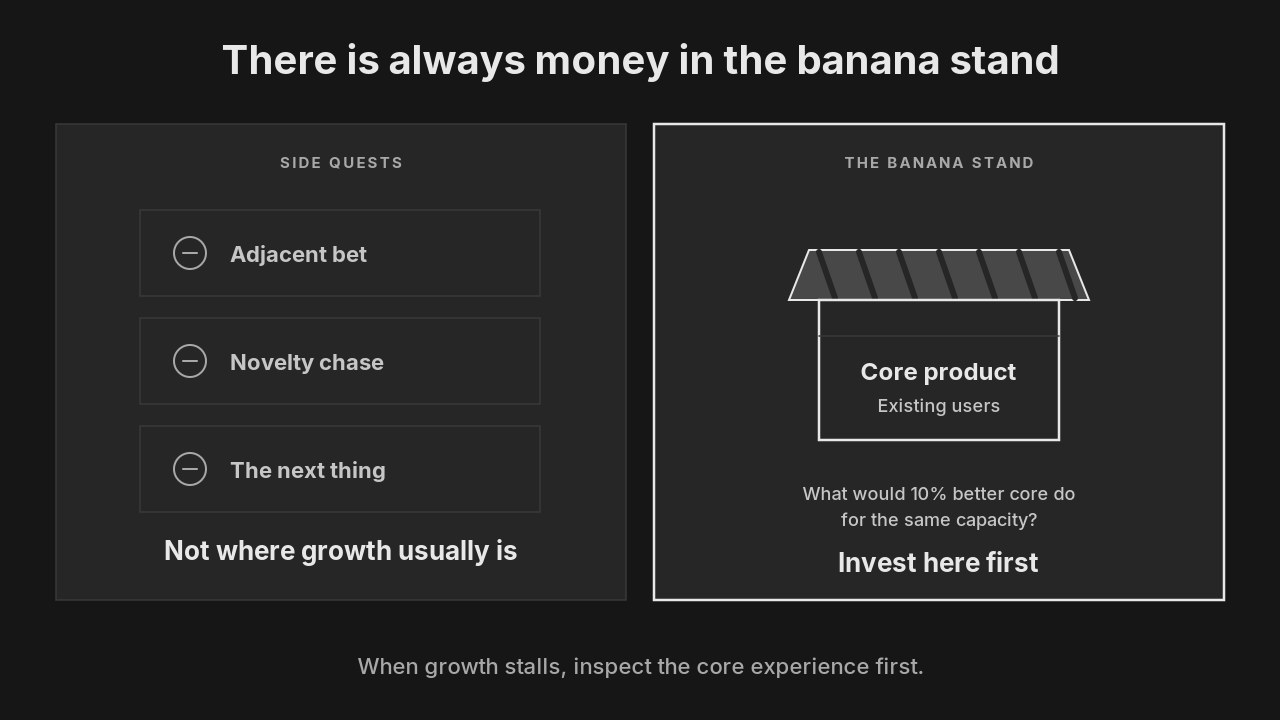 There is always money in the banana stand
SIDE QUESTS
Adjacent bet
Novelty chase
The next thing
Not where growth usually is
THE BANANA STAND
Core product
Existing users
What would 10% better core do
for the same capacity?
Invest here first
When growth stalls, inspect the core experience first.